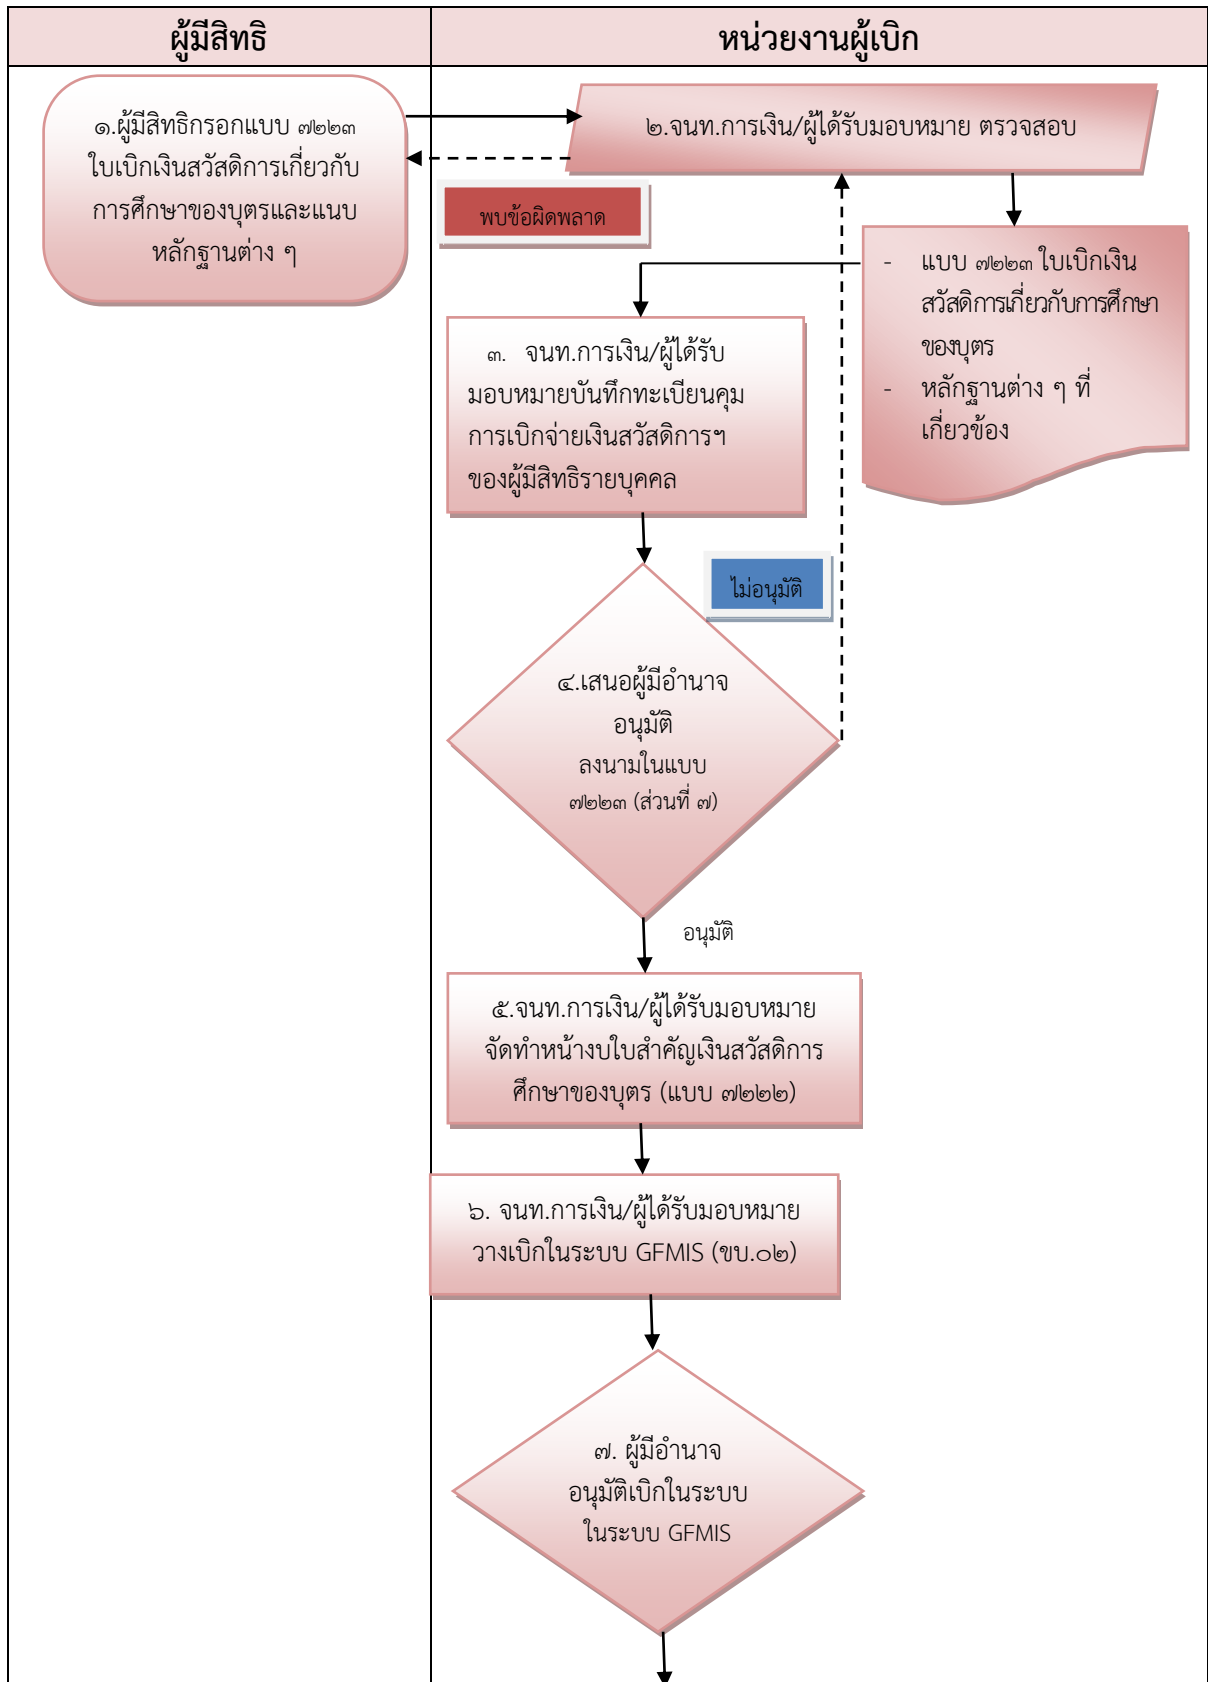 ผู้มีสิทธิ
หน่วยงานผู้เบิก
๑.ผู้มีสิทธิกรอกแบบ ๗๒๒๓
ใบเบิกเงินสวัสดิการเกี่ยวกับ
การศึกษาของบุตรและแนบ
หลักฐานต่าง ๆ
๒.จนท.การเงิน/ผู้ได้รับมอบหมาย ตรวจสอบ
พบข้อผิดพลาด
- แบบ ๗๒๒๓ ใบเบิกเงิน
สวัสดิการเกี่ยวกับการศึกษา
ของบุตร
- หลักฐานต่าง ๆ ที่
เกี่ยวข้อง
๓. จนท.การเงิน/ผู้ได้รับ
มอบหมายบันทึกทะเบียนคุม
การเบิกจ่ายเงินสวัสดิการฯ
ของผู้มีสิทธิรายบุคคล
ไม่อนุมัติ
๔.เสนอผู้มีอำนาจ
อนุมัติ
ลงนามในแบบ
๗๒๒๓ (ส่วนที่ ๗)
อนุมัติ
๕.จนท.การเงิน/ผู้ได้รับมอบหมาย
จัดทำหน้างบใบสำคัญเงินสวัสดิการ
ศึกษาของบุตร (แบบ ๗๒๒๒)
๖. จนท.การเงิน/ผู้ได้รับมอบหมาย
วางเบิกในระบบ GFMIS (ขบ.๐๒)
๗. ผู้มีอำนาจ
อนุมัติเบิกในระบบ
ในระบบ GFMIS